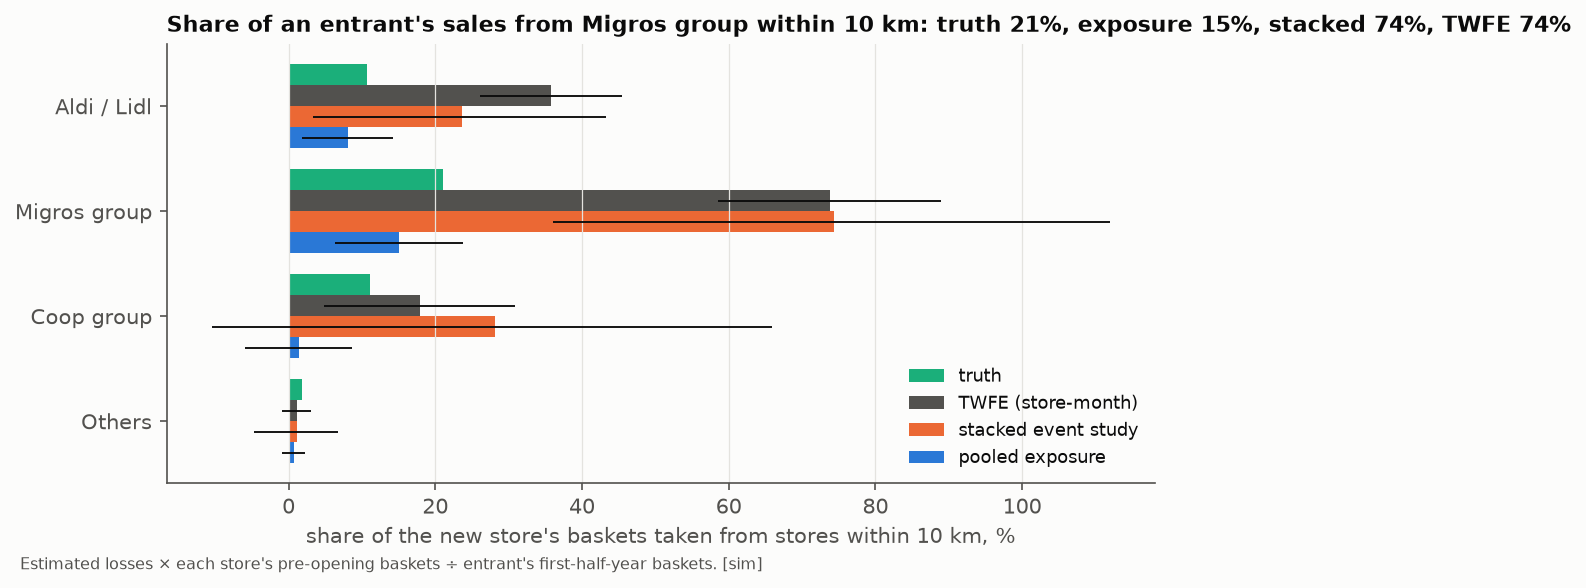 Share of an entrant's sales from Migros group within 10 km: truth 21%, exposure 15%, stacked 74%, TWFE 74%
Aldi / Lidl
Migros group
Coop group
Others
truth
TWFE (store-month)
stacked event study
pooled exposure
0 20 40 60 80 100
share of the new store's baskets taken from stores within 10 km, %
Estimated losses × each store's pre-opening baskets ÷ entrant's first-half-year baskets. [sim]